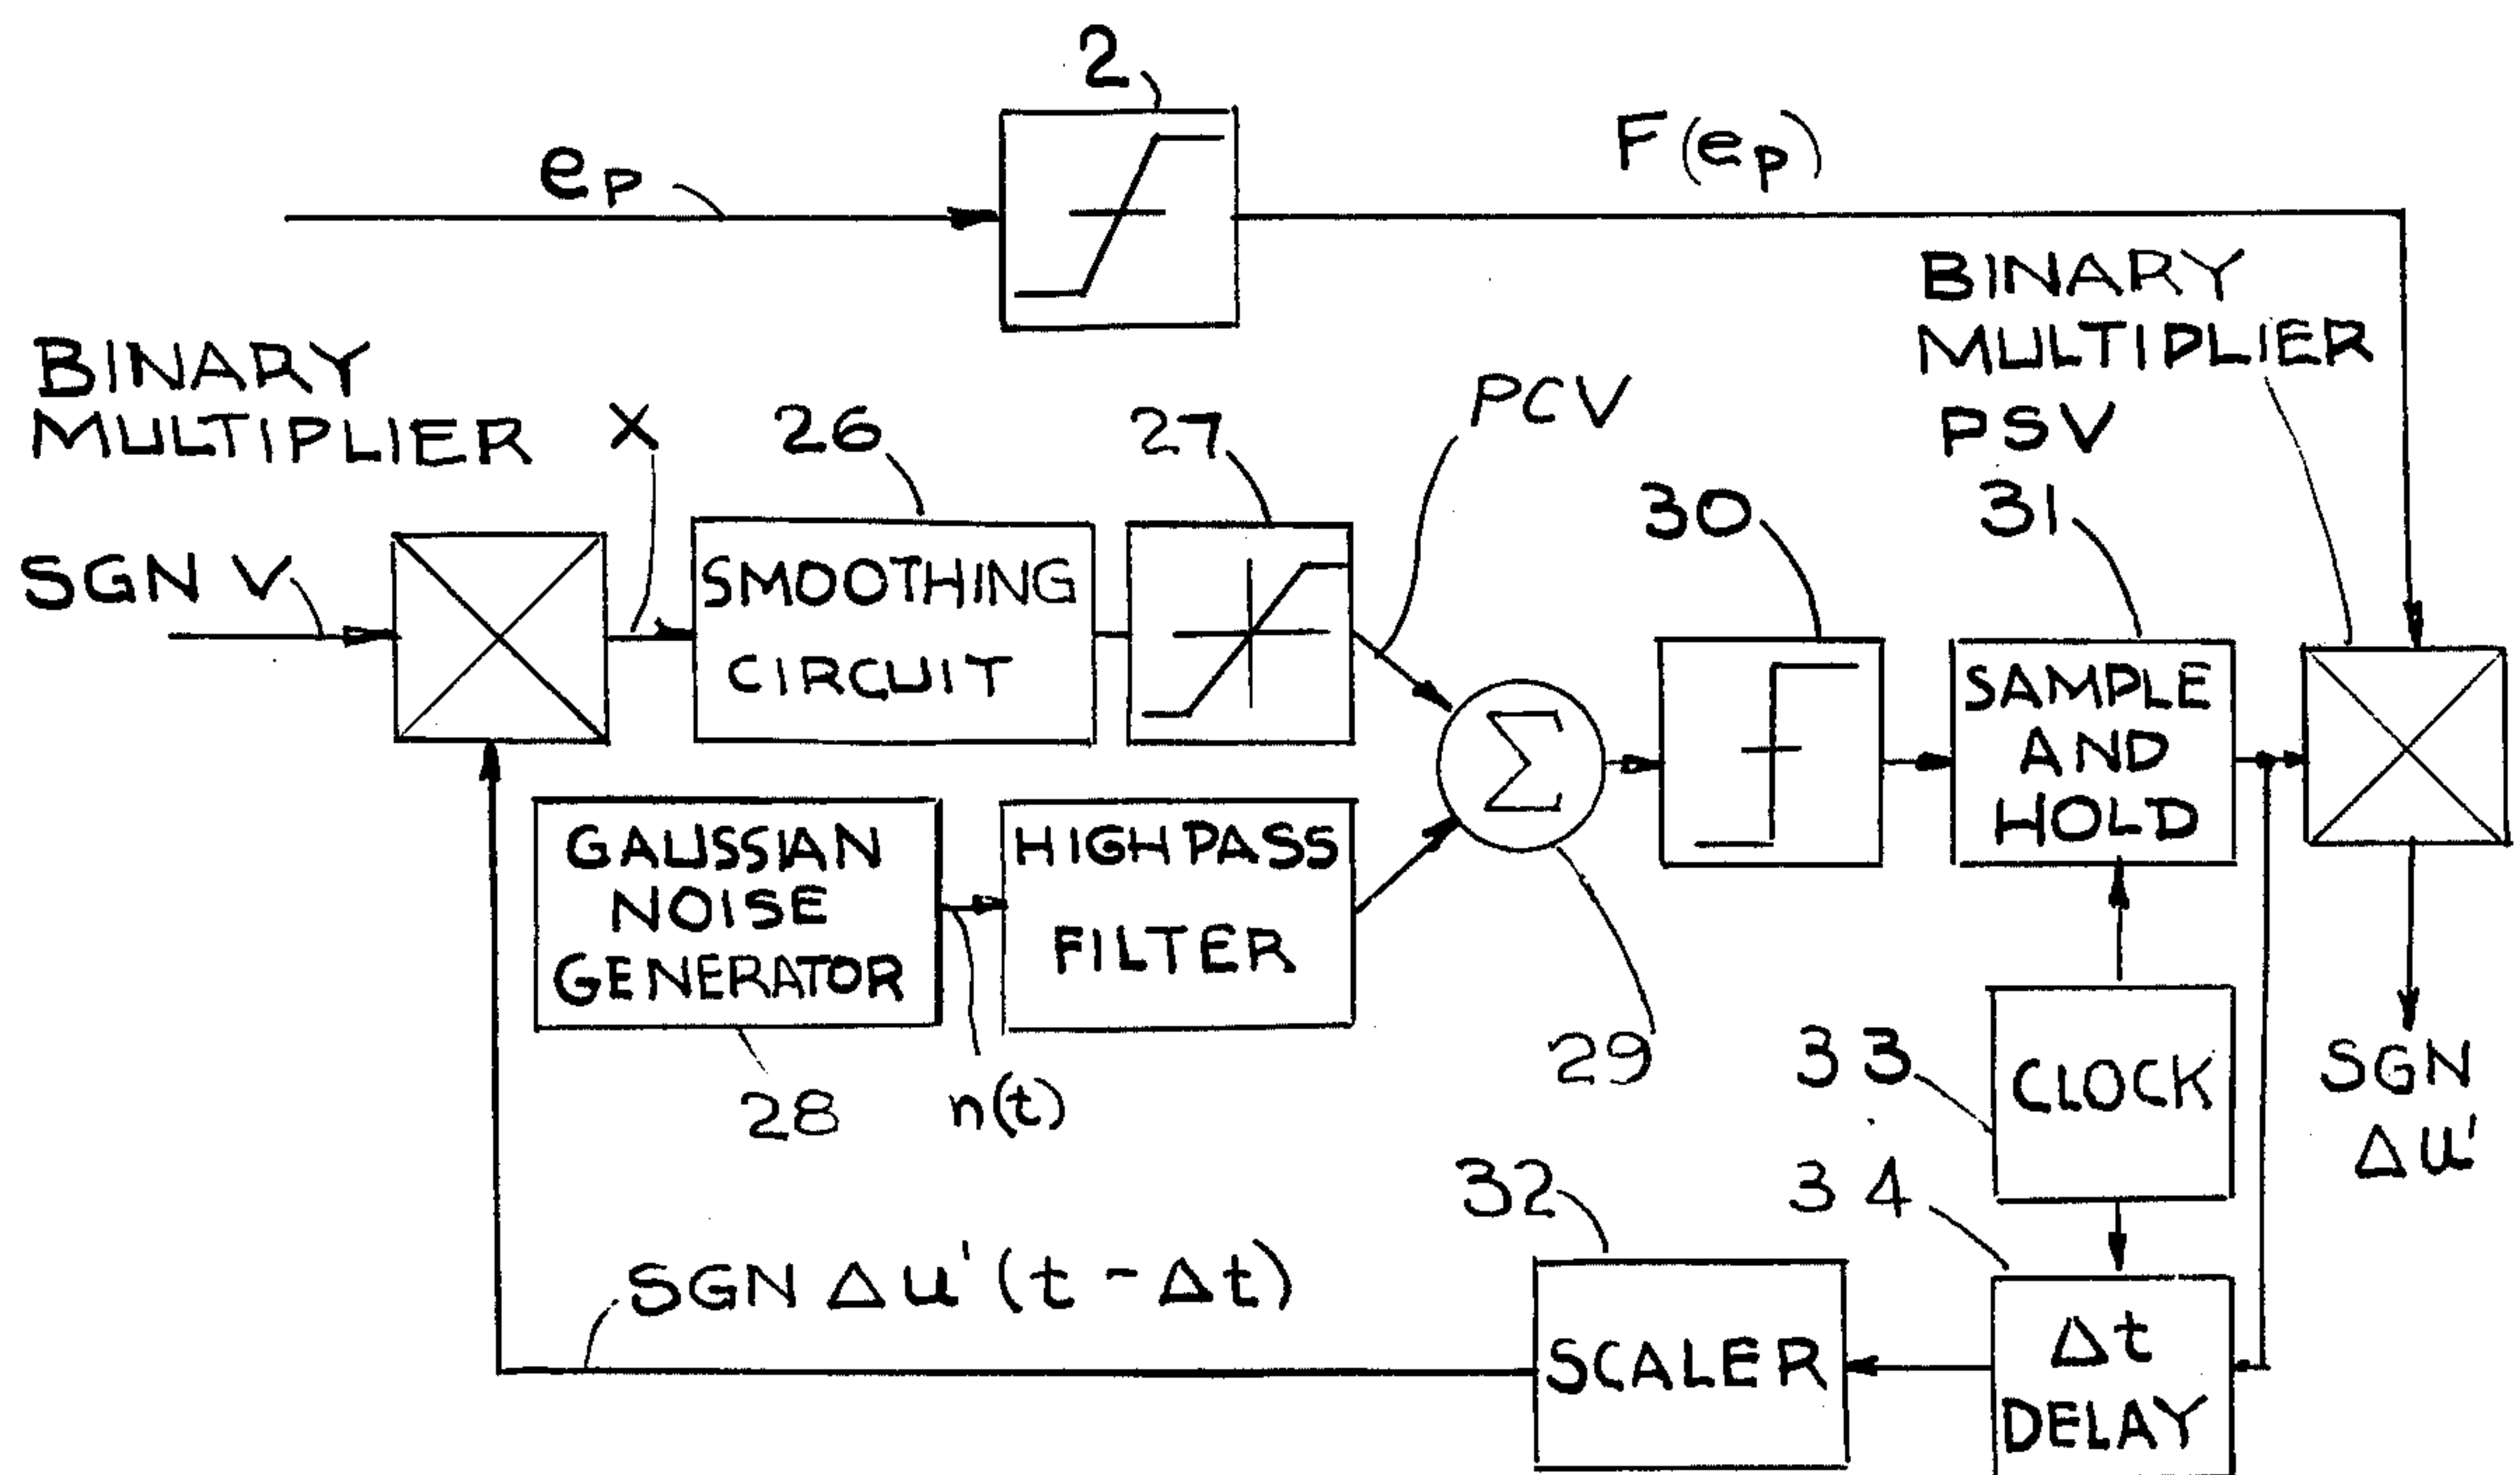 2
eP
F(eP)
BINARY
MULTIPLIER
PSV
BINARY
MULTIPLIER
X
26
27
PCV
30
31
SGN V
SMOOTHING
CIRCUIT
Σ
SAMPLE
AND
HOLD
GAUSSIAN
NOISE
GENERATOR
HIGH PASS
FILTER
28
n(t)
29
33
CLOCK
SGN
Δu'
32
34
SGN Δu'(t - Δt)
SCALER
Δt
DELAY